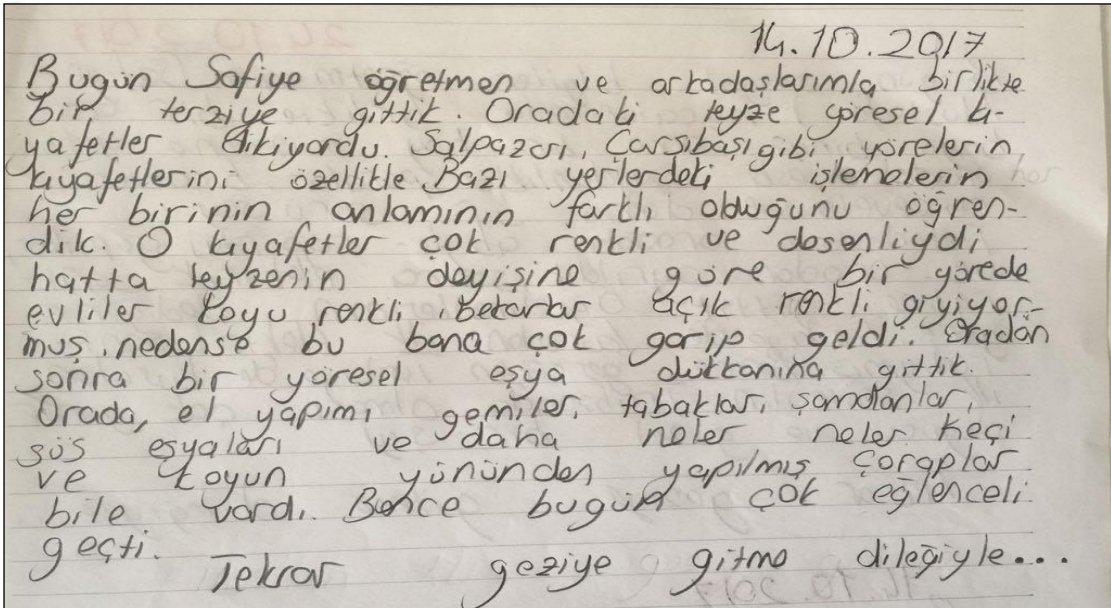 14.10.2017
Bugün Safiye öğretmen ve arkadaşlarımla birlikte
bir terziye gittik. Oradaki teyze yöresel kı-
yafetler dikiyordu. Şalpazarı, Çarşıbaşı gibi yörelerin
kıyafetlerini özellikle. Bazı yerlerdeki işlemelerin
her birinin anlamının farklı olduğunu öğren-
dik. O kıyafetler çok renkli ve desenliydi
hatta teyzenin deyişine göre bir yörede
evliler koyu renkli, bekarlar açık renkli giyiyor-
muş, nedense bu bana çok garip geldi. Oradan
sonra bir yöresel eşya dükkanına gittik.
Orada, el yapımı gemiler, tabaklar, şamdanlar,
süs eşyaları ve daha neler neler. Keçi
ve koyun yününden yapılmış çoraplar
bile vardı. Bence bugün çok eğlenceli
geçti.
Tekrar geziye gitme dileğiyle...